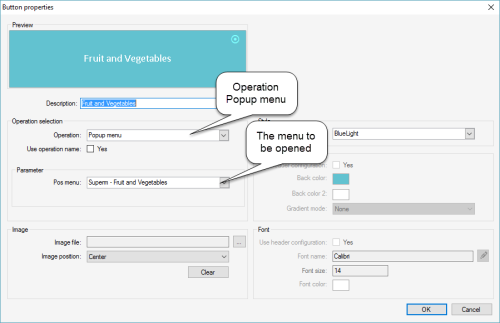 Button properties
Preview
Fruit and Vegetables
Operation
Popup menu
Description:
Fruit and Vegetables
Operation selection
Operation:
Popup menu
BlueLight
Use operation name:
Yes
The menu to
be opened
Yes
Parameter
Back color:
Pos menu:
Superm - Fruit and Vegetables
Back color 2:
Gradient mode:
None
Image
Font
Image file:
...
Use header configuration:
Yes
Image position:
Center
Font name:
Calibri
Clear
Font size:
14
Font color:
OK
Cancel